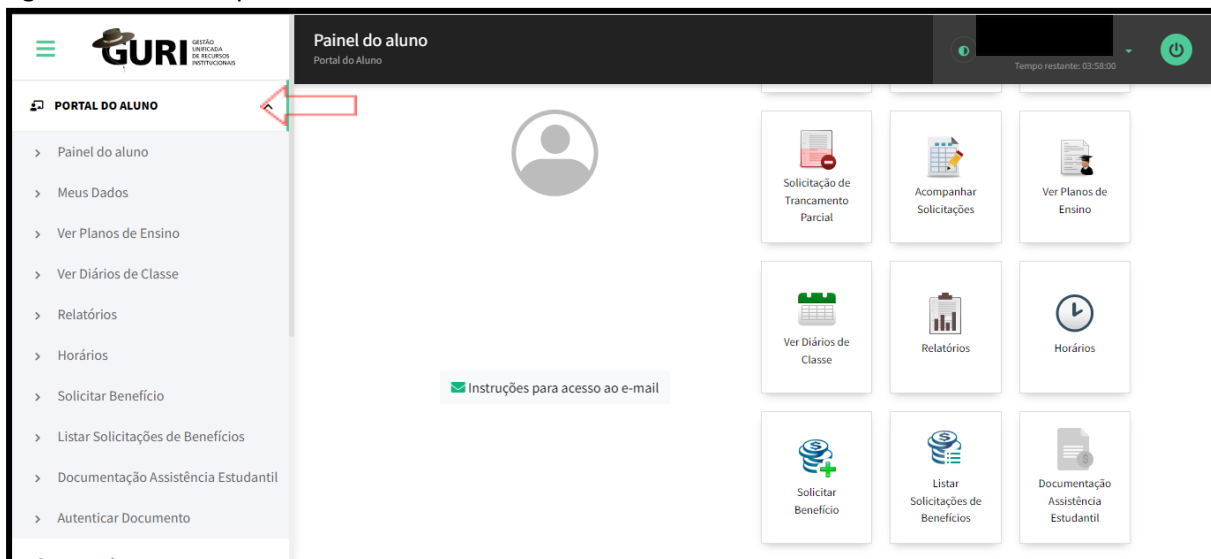 GURI
GESTÃO
UNIFICADA
DE RECURSOS
INSTITUCIONAIS
Painel do aluno
Portal do Aluno
Tempo restante: 03:58:00
PORTAL DO ALUNO
Painel do aluno
Meus Dados
Ver Planos de Ensino
Ver Diários de Classe
Relatórios
Horários
Solicitar Benefício
Listar Solicitações de Benefícios
Documentação Assistência Estudantil
Autenticar Documento
Instruções para acesso ao e-mail
Solicitação de
Trancamento
Parcial
Acompanhar
Solicitações
Ver Planos de
Ensino
Ver Diários de
Classe
Relatórios
Horários
Solicitar
Benefício
Listar
Solicitações de
Benefícios
Documentação
Assistência
Estudantil